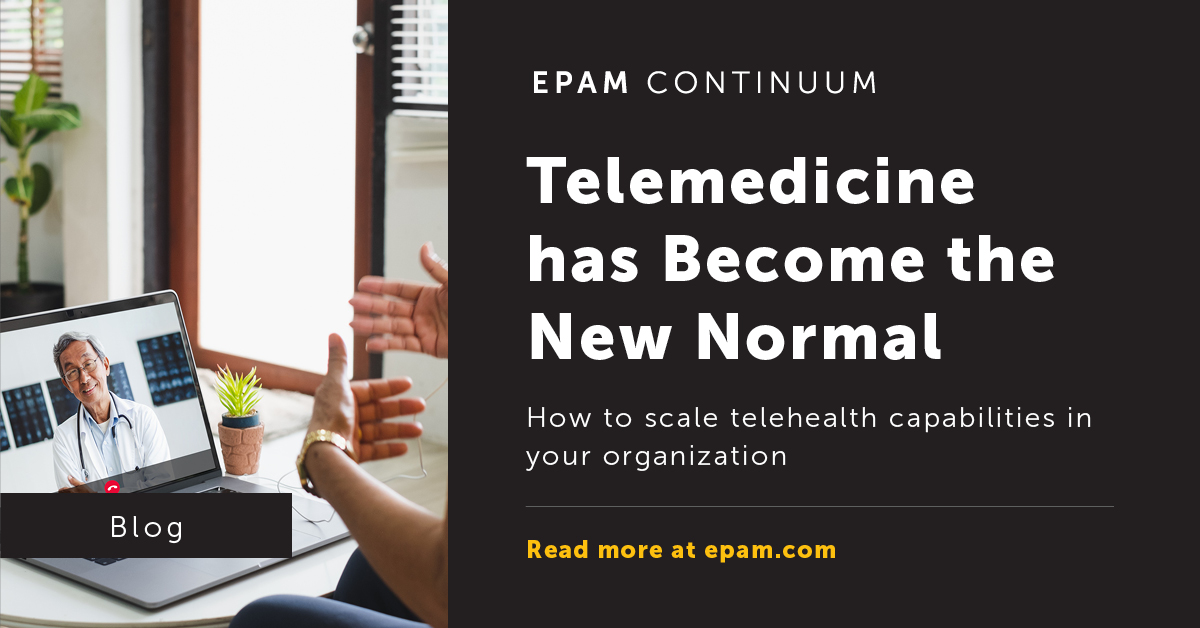 EPAM CONTINUUM
Telemedicine
has Become the
New Normal
How to scale telehealth capabilities in
your organization
Read more at epam.com
Blog